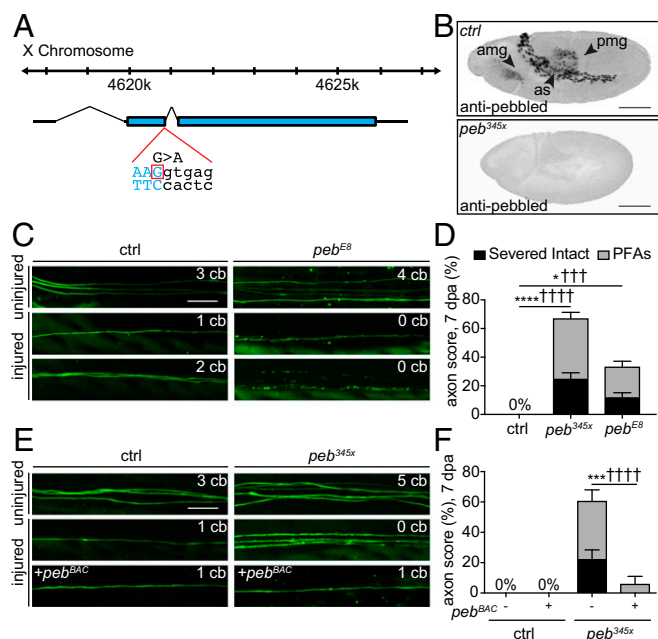 A
X Chromosome
4620k
4625k
G>A
AAGgtgag
TTCcactc
B
ctrl
amg
pmg
as
anti-pebbled
peb345x
anti-pebbled
C
ctrl
pebE8
uninjured
3 cb
4 cb
injured
1 cb
0 cb
2 cb
0 cb
D
Severed Intact
PFAs
axon score, 7 dpa (%)
80
60
40
20
0
*†††
****††††
0%
ctrl
peb345x
pebE8
E
ctrl
peb345x
uninjured
3 cb
5 cb
injured
1 cb
0 cb
+pebBAC
1 cb
+pebBAC
1 cb
F
axon score (%), 7 dpa
80
60
40
20
0
***††††
0%
0%
pebBAC
-
+
-
+
ctrl
peb345x